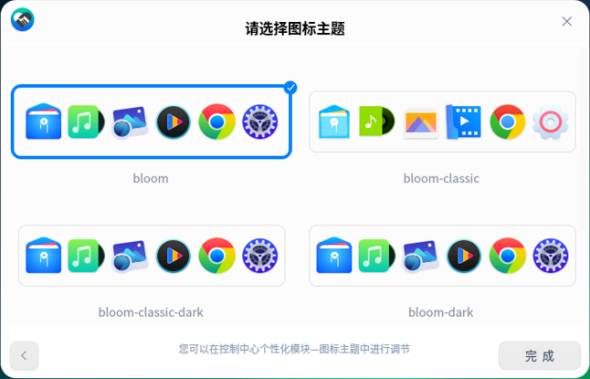 请选择图标主题
bloom
bloom-classic
bloom-classic-dark
bloom-dark
您可以在控制中心个性化模块—图标主题中进行调节
完成